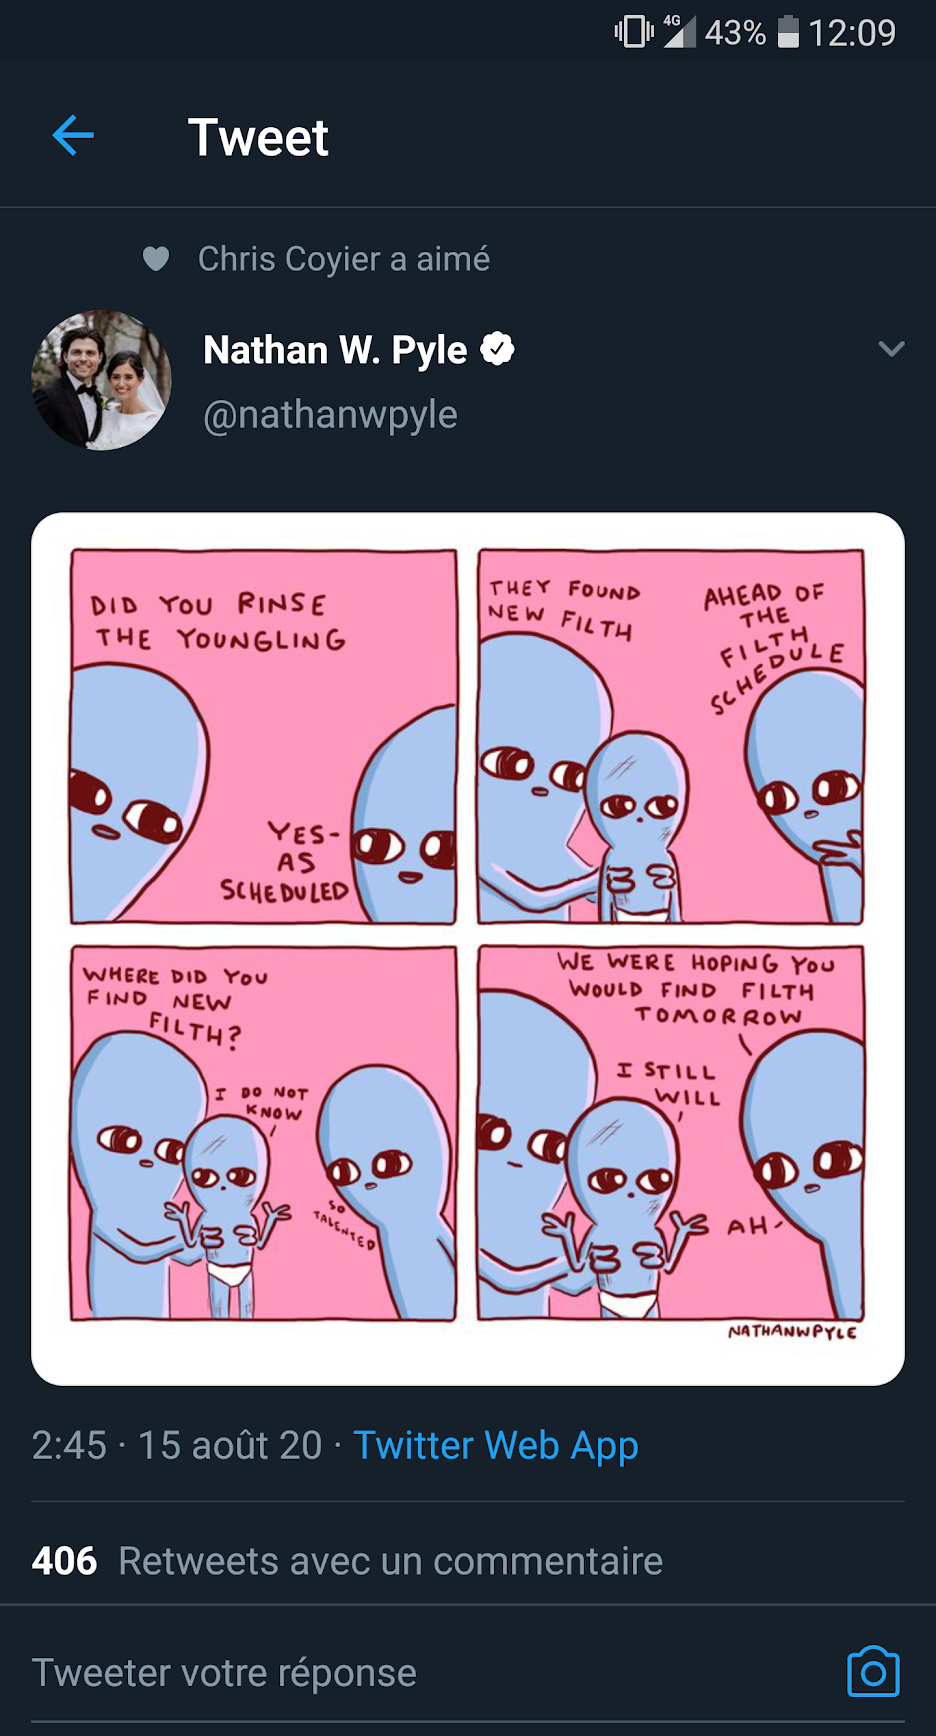 4G 43% 12:09
Tweet
Chris Coyier a aimé
Nathan W. Pyle
@nathanwpyle
DID YOU RINSE
THE YOUNGLING
YES-
AS
SCHEDULED
THEY FOUND
NEW FILTH
AHEAD OF
THE
FILTH
SCHEDULE
WHERE DID YOU
FIND NEW
FILTH?
I DO NOT
KNOW
SO
TALENTED
WE WERE HOPING YOU
WOULD FIND FILTH
TOMORROW
I STILL
WILL
AH-
NATHANWPYLE
2:45 · 15 août 20 · Twitter Web App
406 Retweets avec un commentaire
Tweeter votre réponse